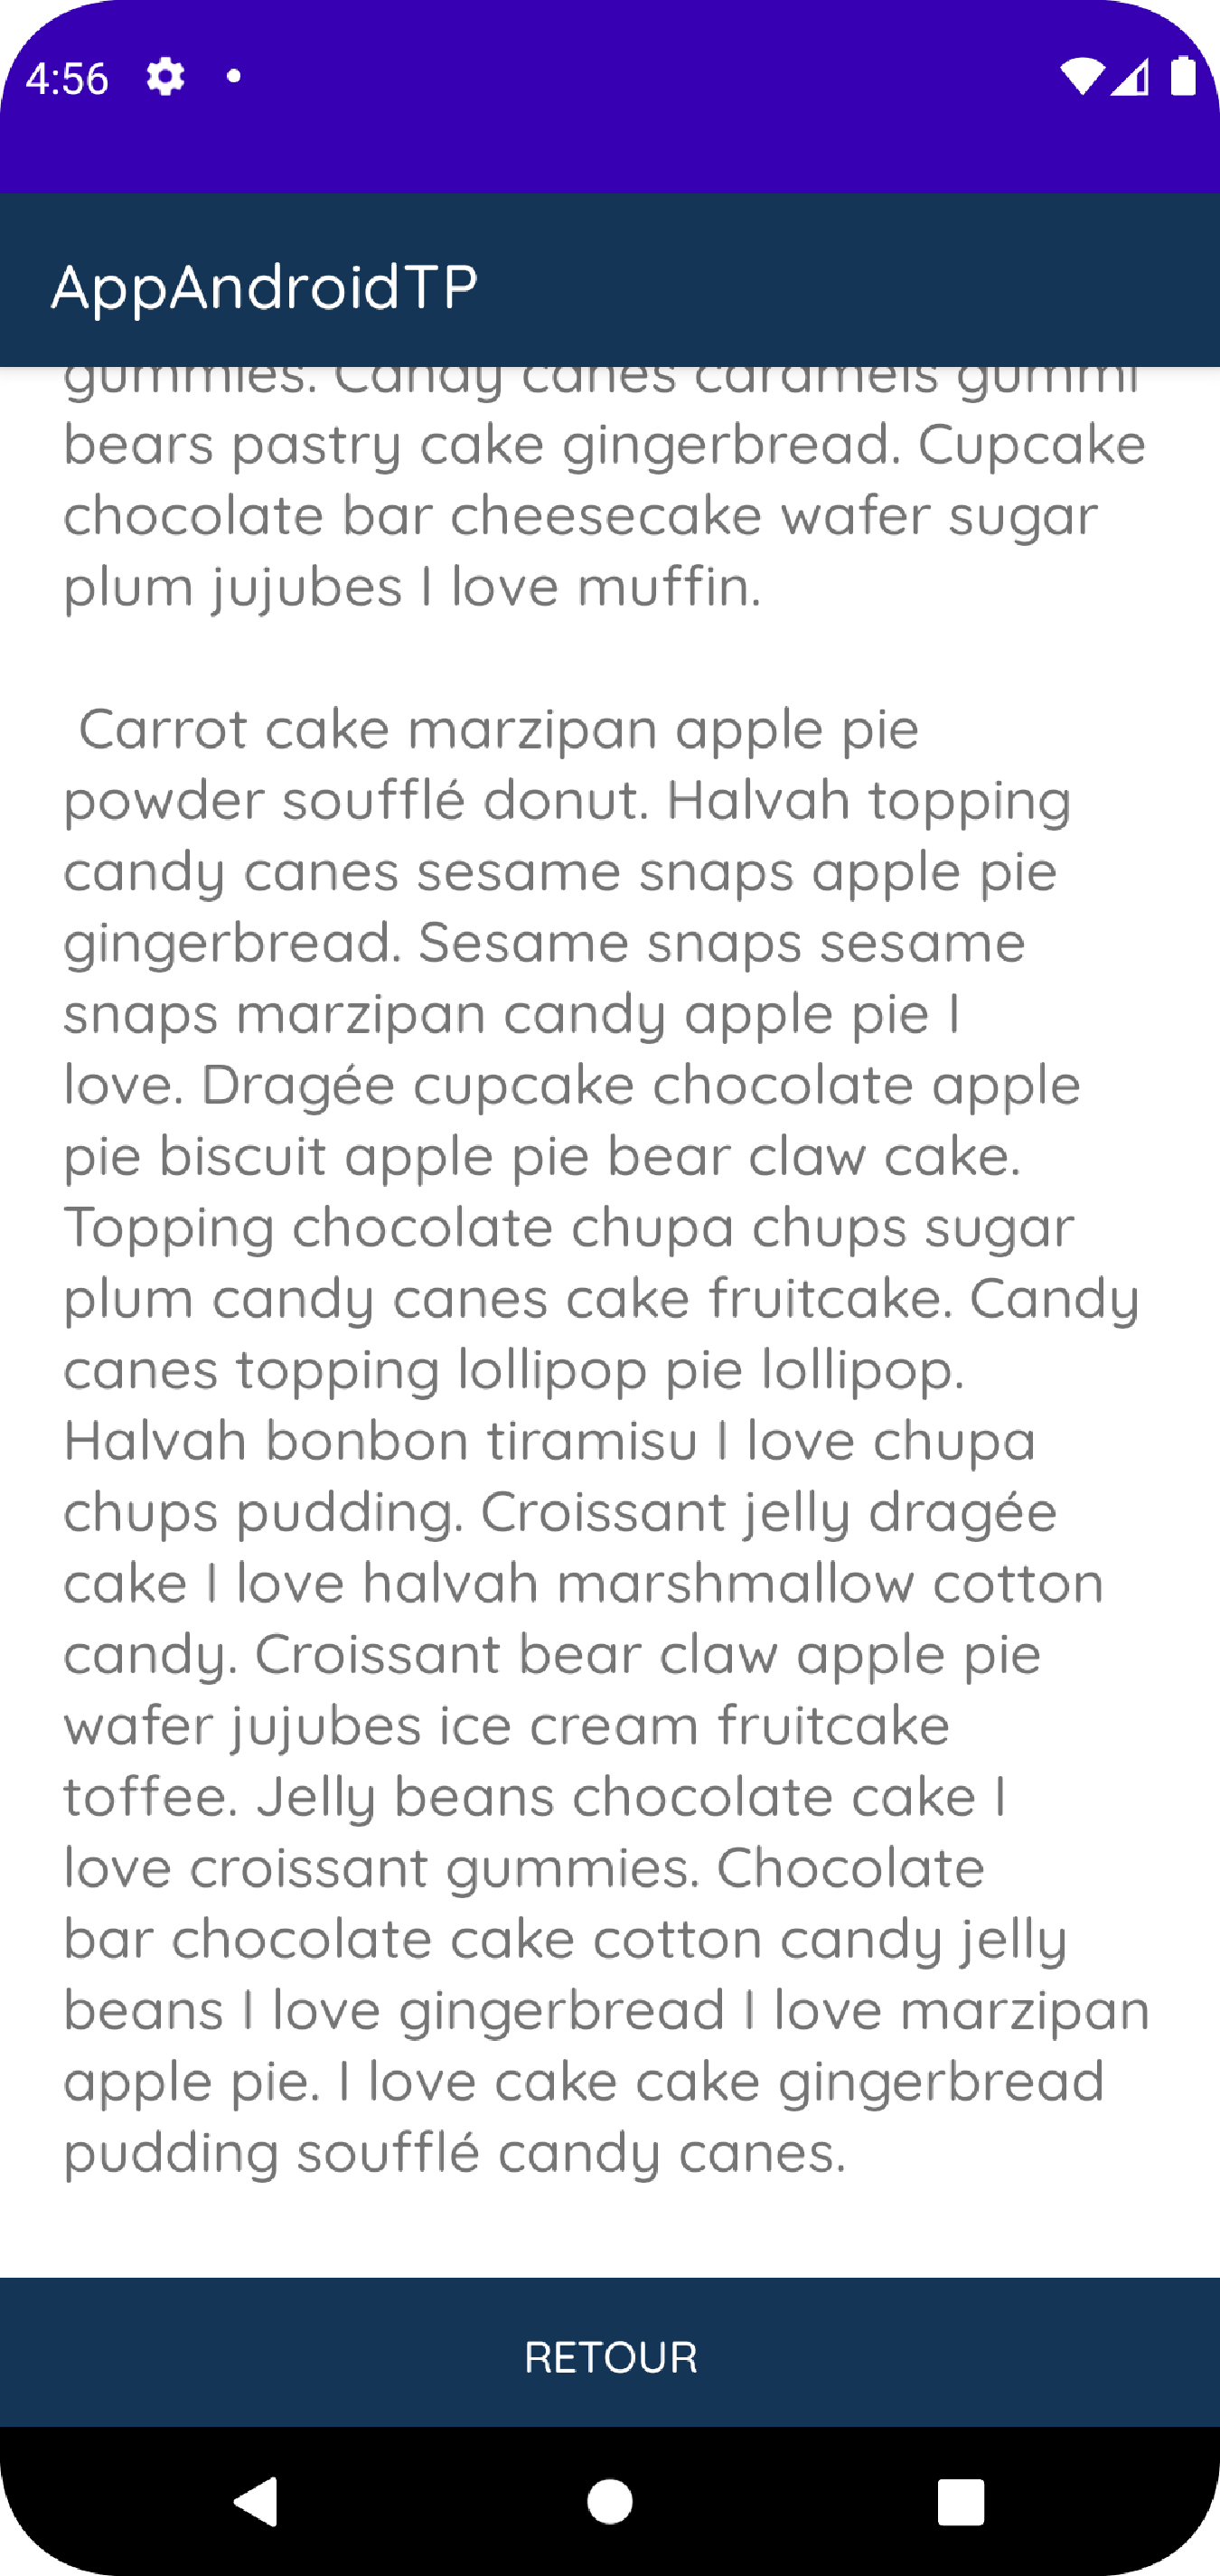 4:56
AppAndroidTP
gummies. Candy canes caramels gummi
bears pastry cake gingerbread. Cupcake
chocolate bar cheesecake wafer sugar
plum jujubes I love muffin.
Carrot cake marzipan apple pie
powder soufflé donut. Halvah topping
candy canes sesame snaps apple pie
gingerbread. Sesame snaps sesame
snaps marzipan candy apple pie I
love. Dragée cupcake chocolate apple
pie biscuit apple pie bear claw cake.
Topping chocolate chupa chups sugar
plum candy canes cake fruitcake. Candy
canes topping lollipop pie lollipop.
Halvah bonbon tiramisu I love chupa
chups pudding. Croissant jelly dragée
cake I love halvah marshmallow cotton
candy. Croissant bear claw apple pie
wafer jujubes ice cream fruitcake
toffee. Jelly beans chocolate cake I
love croissant gummies. Chocolate
bar chocolate cake cotton candy jelly
beans I love gingerbread I love marzipan
apple pie. I love cake cake gingerbread
pudding soufflé candy canes.
RETOUR